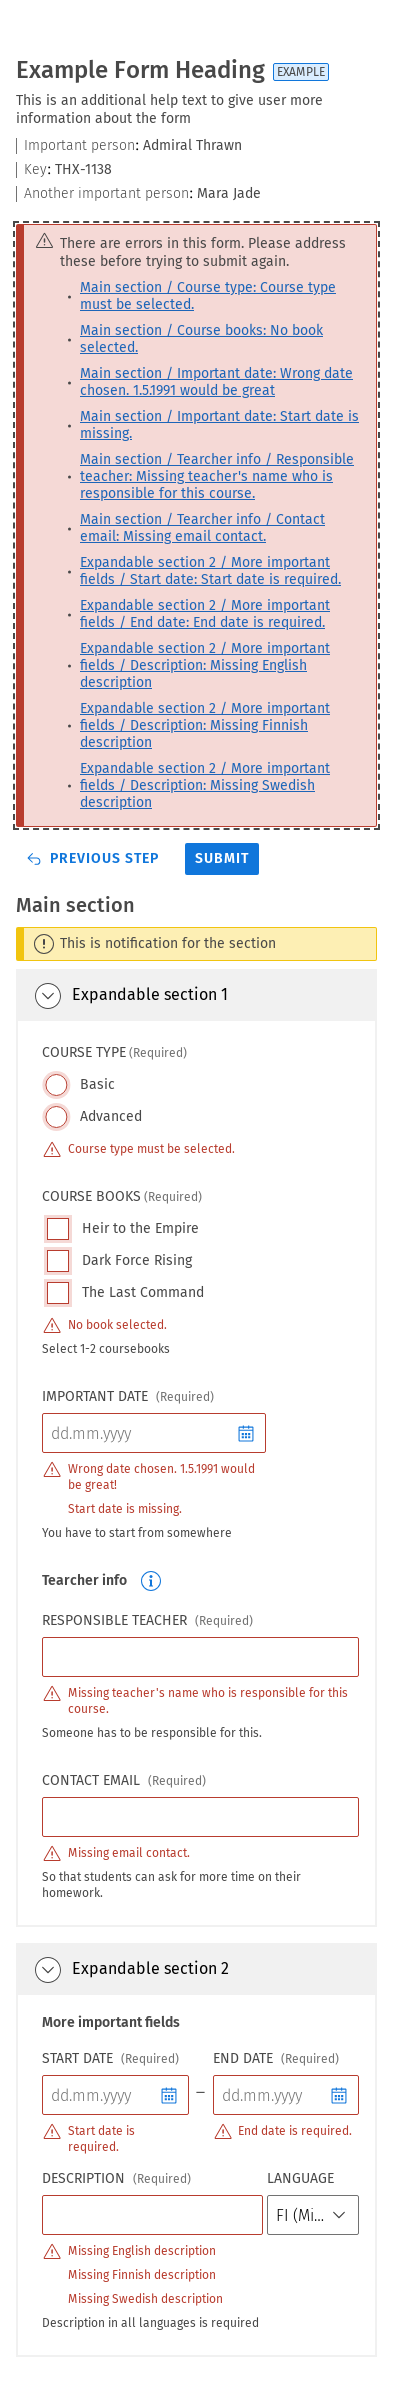 Example Form Heading EXAMPLE
This is an additional help text to give user more
information about the form
Important person: Admiral Thrawn
Key: THX-1138
Another important person: Mara Jade
There are errors in this form. Please address
these before trying to submit again.
Main section / Course type: Course type
must be selected.
Main section / Course books: No book
selected.
Main section / Important date: Wrong date
chosen. 1.5.1991 would be great
Main section / Important date: Start date is
missing.
Main section / Tearcher info / Responsible
teacher: Missing teacher's name who is
responsible for this course.
Main section / Tearcher info / Contact
email: Missing email contact.
Expandable section 2 / More important
fields / Start date: Start date is required.
Expandable section 2 / More important
fields / End date: End date is required.
Expandable section 2 / More important
fields / Description: Missing English
description
Expandable section 2 / More important
fields / Description: Missing Finnish
description
Expandable section 2 / More important
fields / Description: Missing Swedish
description
PREVIOUS STEP SUBMIT
Main section
This is notification for the section
Expandable section 1
COURSE TYPE (Required)
Basic
Advanced
Course type must be selected.
COURSE BOOKS (Required)
Heir to the Empire
Dark Force Rising
The Last Command
No book selected.
Select 1-2 coursebooks
IMPORTANT DATE (Required)
dd.mm.yyyy
Wrong date chosen. 1.5.1991 would
be great!
Start date is missing.
You have to start from somewhere
Tearcher info
RESPONSIBLE TEACHER (Required)
Missing teacher's name who is responsible for this
course.
Someone has to be responsible for this.
CONTACT EMAIL (Required)
Missing email contact.
So that students can ask for more time on their
homework.
Expandable section 2
More important fields
START DATE (Required) END DATE (Required)
dd.mm.yyyy – dd.mm.yyyy
Start date is End date is required.
required.
DESCRIPTION (Required) LANGUAGE
FI (Mi...
Missing English description
Missing Finnish description
Missing Swedish description
Description in all languages is required